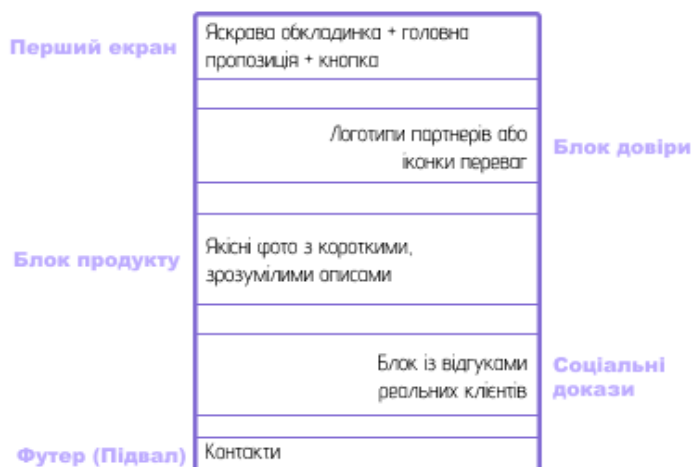 Перший екран
Яскрава обкладинка + головна
пропозиція + кнопка
Логотипи партнерів або
іконки переваг
Блок довіри
Блок продукту
Якісні фото з короткими,
зрозумілими описами
Блок із відгуками
реальних клієнтів
Соціальні
докази
Футер (Підвал)
Контакти